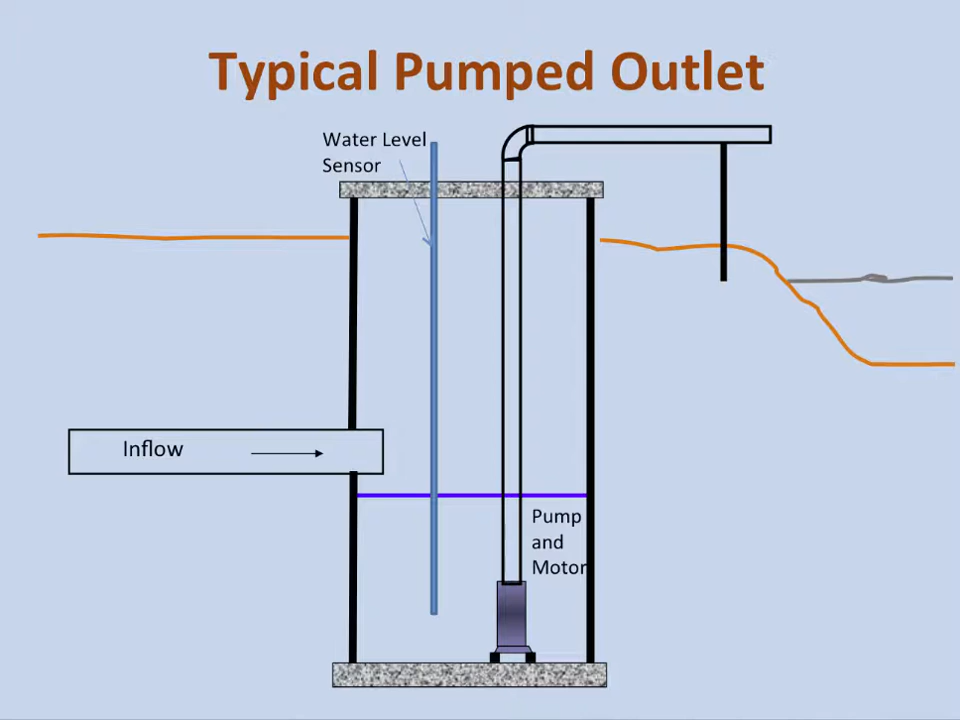 Typical Pumped Outlet
Water Level
Sensor
Inflow
Pump
and
Motor